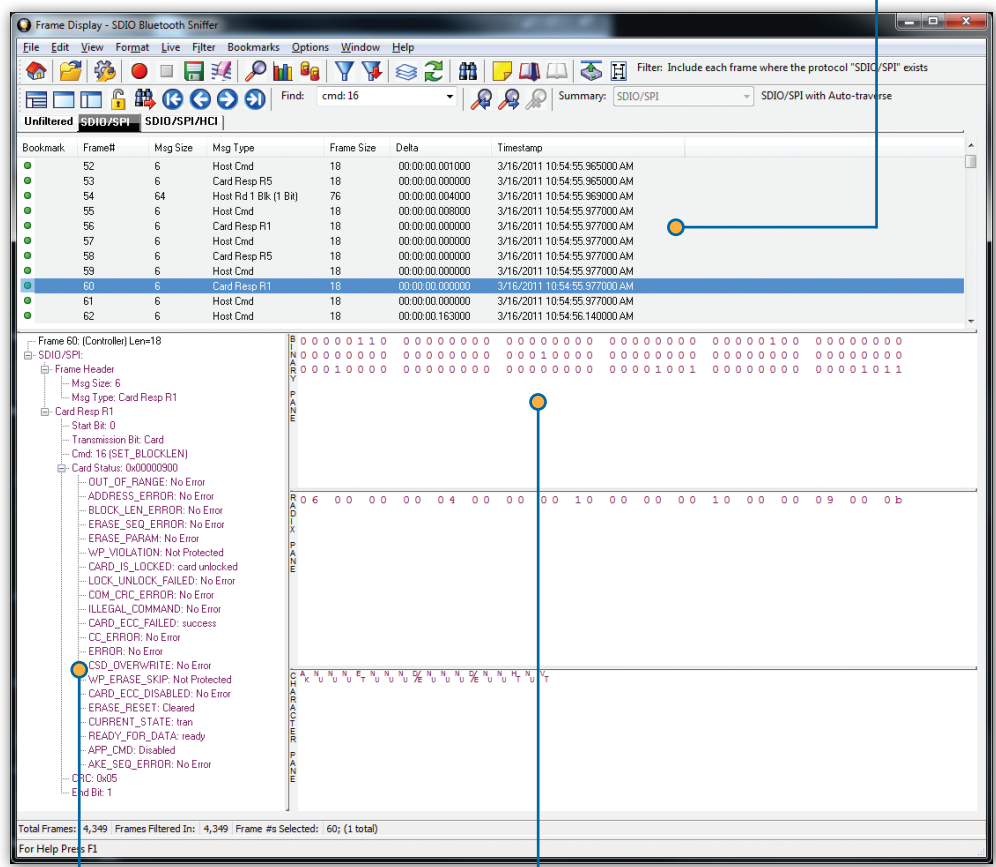 Frame Display - SDIO Bluetooth Sniffer
File Edit View Format Live Filter Bookmarks Options Window Help
Filter: Include each frame where the protocol "SDIO/SPI" exists
Find: cmd: 16 Summary: SDIO/SPI SDIO/SPI with Auto-traverse
Unfiltered SDIO/SPI SDIO/SPI/HCI
Bookmark Frame# Msg Size Msg Type Frame Size Delta Timestamp
52 6 Host Cmd 18 00:00:00.001000 3/16/2011 10:54:55.965000 AM
53 6 Card Resp R5 18 00:00:00.000000 3/16/2011 10:54:55.965000 AM
54 64 Host Rd 1 Blk (1 Bit) 76 00:00:00.004000 3/16/2011 10:54:55.969000 AM
55 6 Host Cmd 18 00:00:00.008000 3/16/2011 10:54:55.977000 AM
56 6 Card Resp R1 18 00:00:00.000000 3/16/2011 10:54:55.977000 AM
57 6 Host Cmd 18 00:00:00.000000 3/16/2011 10:54:55.977000 AM
58 6 Card Resp R5 18 00:00:00.000000 3/16/2011 10:54:55.977000 AM
59 6 Host Cmd 18 00:00:00.000000 3/16/2011 10:54:55.977000 AM
60 6 Card Resp R1 18 00:00:00.000000 3/16/2011 10:54:55.977000 AM
61 6 Host Cmd 18 00:00:00.000000 3/16/2011 10:54:55.977000 AM
62 6 Host Cmd 18 00:00:00.163000 3/16/2011 10:54:56.140000 AM
Frame 60: (Controller) Len=18
SDIO/SPI:
Frame Header
Msg Size: 6
Msg Type: Card Resp R1
Card Resp R1
Start Bit: 0
Transmission Bit: Card
Cmd: 16 (SET_BLOCKLEN)
Card Status: 0x00000900
OUT_OF_RANGE: No Error
ADDRESS_ERROR: No Error
BLOCK_LEN_ERROR: No Error
ERASE_SEQ_ERROR: No Error
ERASE_PARAM: No Error
WP_VIOLATION: Not Protected
CARD_IS_LOCKED: card unlocked
LOCK_UNLOCK_FAILED: No Error
COM_CRC_ERROR: No Error
ILLEGAL_COMMAND: No Error
CARD_ECC_FAILED: success
CC_ERROR: No Error
ERROR: No Error
CSD_OVERWRITE: No Error
WP_ERASE_SKIP: Not Protected
CARD_ECC_DISABLED: No Error
ERASE_RESET: Cleared
CURRENT_STATE: tran
READY_FOR_DATA: ready
APP_CMD: Disabled
AKE_SEQ_ERROR: No Error
CRC: 0x05
End Bit: 1
BINARY PANE
00000110 00000000 00000000 00000000 00000100 00000000
00000000 00000000 00010000 00000000 00000000 00000000
00010000 00000000 00000000 00001001 00000000 00001011
RADIX PANE
06 00 00 00 04 00 00 00 10 00 00 00 10 00 00 09 00 0b
CHARACTER PANE
Total Frames: 4,349 Frames Filtered In: 4,349 Frame #s Selected: 60; (1 total)
For Help Press F1